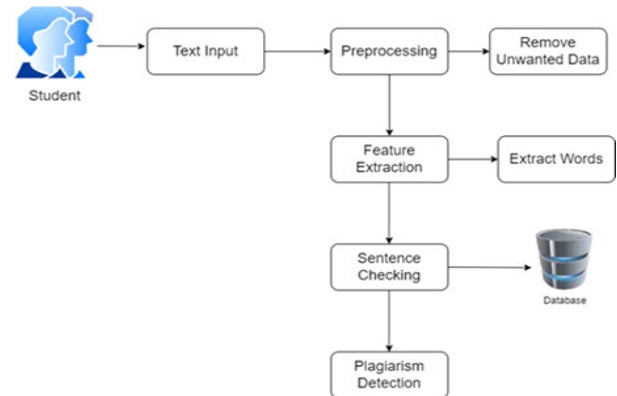 Student
Text Input
Preprocessing
Remove
Unwanted Data
Feature
Extraction
Extract Words
Sentence
Checking
Database
Plagiarism
Detection